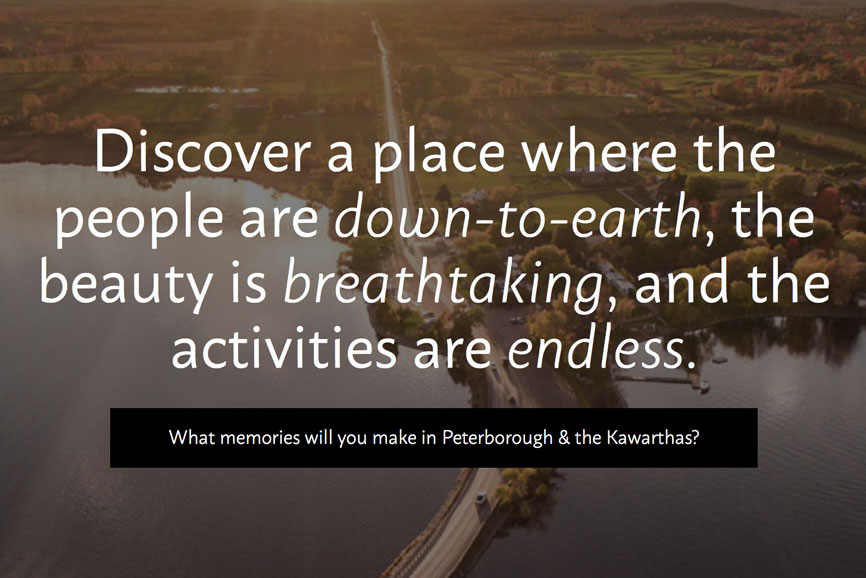 Discover a place where the
people are down-to-earth, the
beauty is breathtaking, and the
activities are endless.
What memories will you make in Peterborough & the Kawarthas?